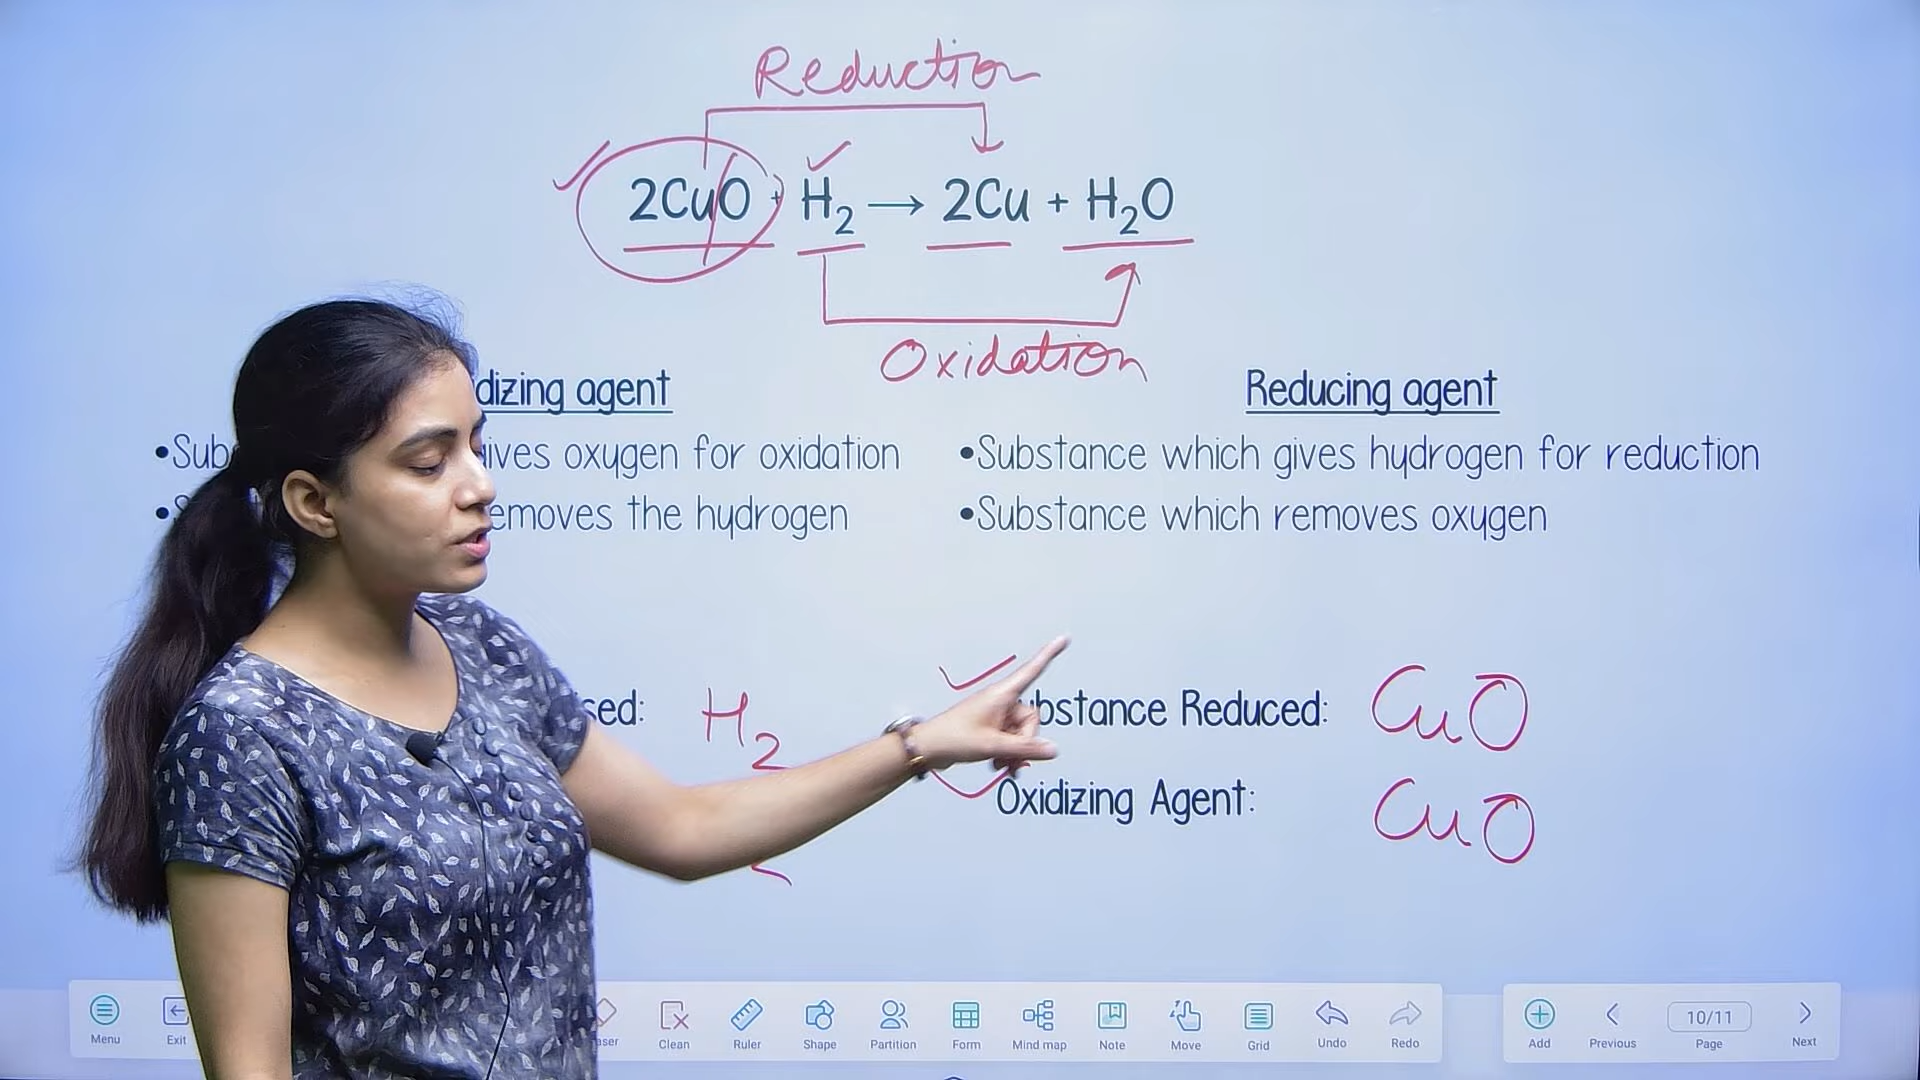 Reduction
2CuO + H₂ → 2Cu + H₂O
Oxidation
dizing agent
Reducing agent
•Sub ives oxygen for oxidation
•Substance which gives hydrogen for reduction
•S emoves the hydrogen
•Substance which removes oxygen
sed: H₂
ubstance Reduced: CuO
Oxidizing Agent: CuO
Menu Exit aser Clean Ruler Shape Partition Form Mind map Note Move Grid Undo Redo Add Previous 10/11 Page Next